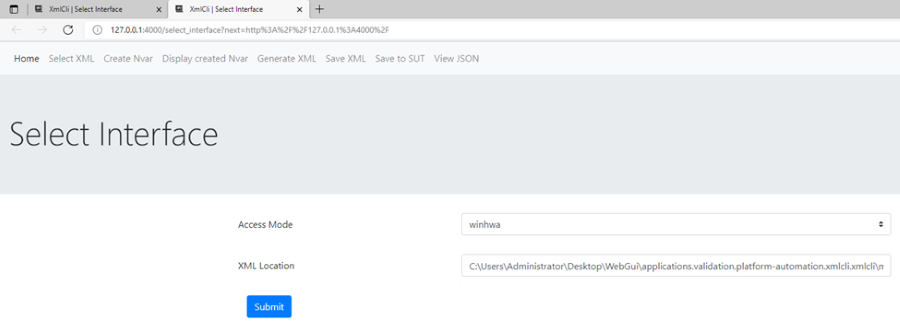 XmlCli | Select Interface
XmlCli | Select Interface
127.0.0.1:4000/select_interface?next=http%3A%2F%2F127.0.0.1%3A4000%2F
Home Select XML Create Nvar Display created Nvar Generate XML Save XML Save to SUT View JSON
Select Interface
Access Mode winhwa
XML Location C:\Users\Administrator\Desktop\WebGui\applications.validation.platform-automation.xmlcli.xmlcli\
Submit